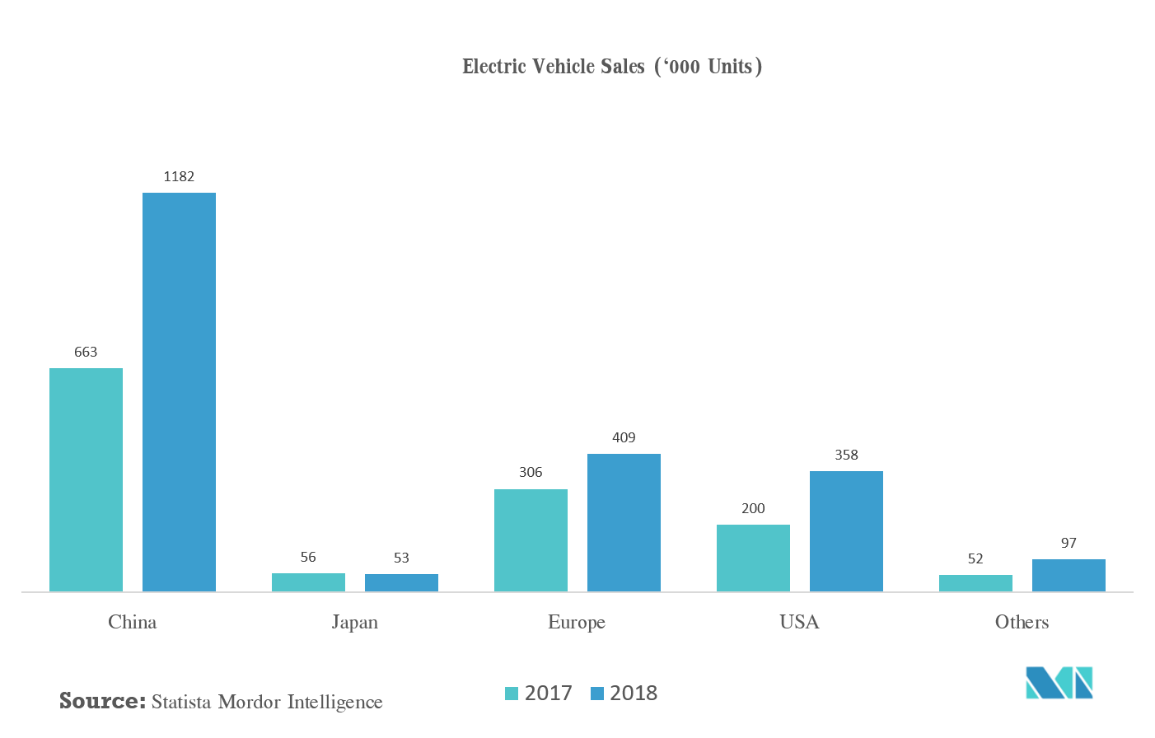 Electric Vehicle Sales (‘000 Units)
1182
663
409
358
306
200
56
53
52
97
China
Japan
Europe
USA
Others
Source: Statista Mordor Intelligence
2017
2018